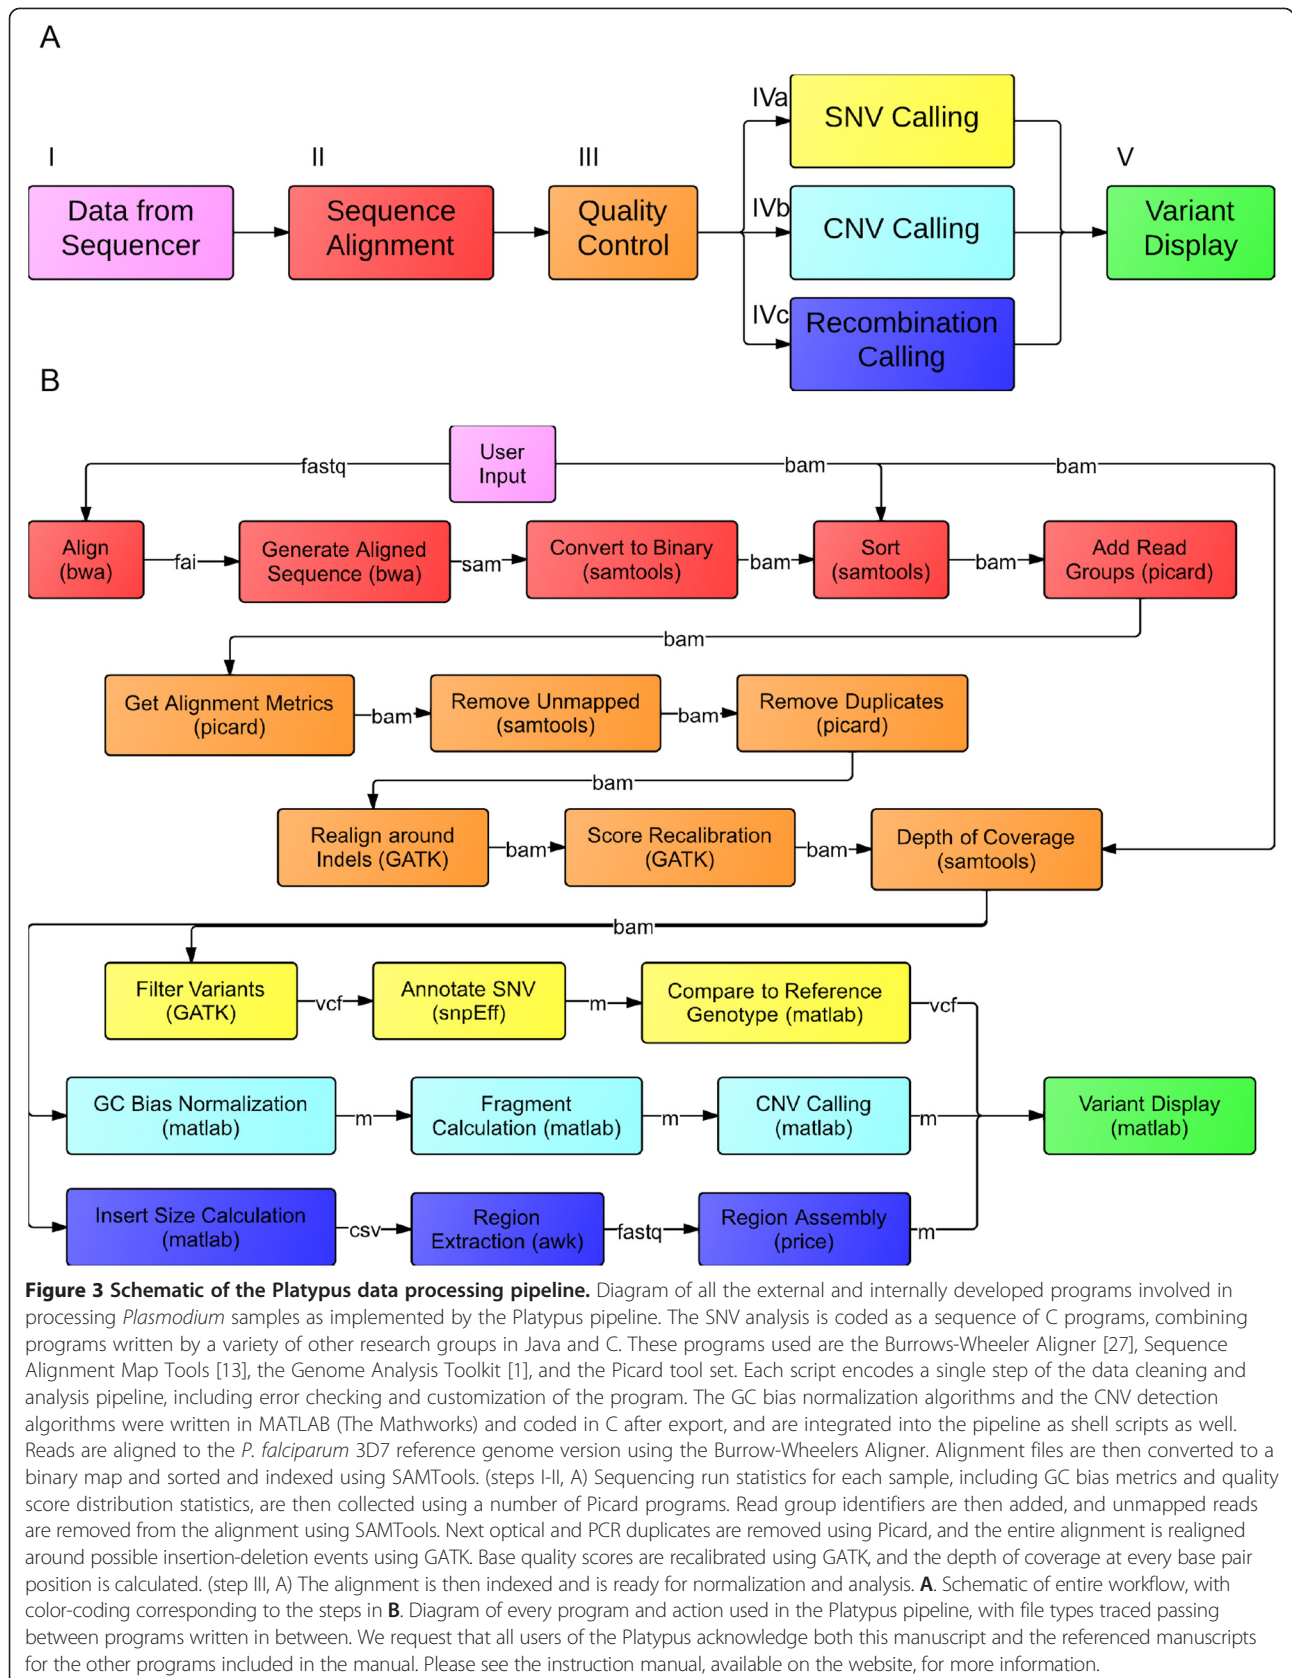 A
I
Data from
Sequencer
II
Sequence
Alignment
III
Quality
Control
IVa
SNV Calling
IVb
CNV Calling
IVc
Recombination
Calling
V
Variant
Display
B
User
Input
fastq
bam
bam
Align
(bwa)
fai
Generate Aligned
Sequence (bwa)
sam
Convert to Binary
(samtools)
bam
Sort
(samtools)
bam
Add Read
Groups (picard)
bam
Get Alignment Metrics
(picard)
bam
Remove Unmapped
(samtools)
bam
Remove Duplicates
(picard)
bam
Realign around
Indels (GATK)
bam
Score Recalibration
(GATK)
bam
Depth of Coverage
(samtools)
bam
Filter Variants
(GATK)
vcf
Annotate SNV
(snpEff)
m
Compare to Reference
Genotype (matlab)
vcf
GC Bias Normalization
(matlab)
m
Fragment
Calculation (matlab)
m
CNV Calling
(matlab)
m
Variant Display
(matlab)
Insert Size Calculation
(matlab)
csv
Region
Extraction (awk)
fastq
Region Assembly
(price)
m
Figure 3 Schematic of the Platypus data processing pipeline. Diagram of all the external and internally developed programs involved in
processing Plasmodium samples as implemented by the Platypus pipeline. The SNV analysis is coded as a sequence of C programs, combining
programs written by a variety of other research groups in Java and C. These programs used are the Burrows-Wheeler Aligner [27], Sequence
Alignment Map Tools [13], the Genome Analysis Toolkit [1], and the Picard tool set. Each script encodes a single step of the data cleaning and
analysis pipeline, including error checking and customization of the program. The GC bias normalization algorithms and the CNV detection
algorithms were written in MATLAB (The Mathworks) and coded in C after export, and are integrated into the pipeline as shell scripts as well.
Reads are aligned to the P. falciparum 3D7 reference genome version using the Burrow-Wheelers Aligner. Alignment files are then converted to a
binary map and sorted and indexed using SAMTools. (steps I-II, A) Sequencing run statistics for each sample, including GC bias metrics and quality
score distribution statistics, are then collected using a number of Picard programs. Read group identifiers are then added, and unmapped reads
are removed from the alignment using SAMTools. Next optical and PCR duplicates are removed using Picard, and the entire alignment is realigned
around possible insertion-deletion events using GATK. Base quality scores are recalibrated using GATK, and the depth of coverage at every base pair
position is calculated. (step III, A) The alignment is then indexed and is ready for normalization and analysis. A. Schematic of entire workflow, with
color-coding corresponding to the steps in B. Diagram of every program and action used in the Platypus pipeline, with file types traced passing
between programs written in between. We request that all users of the Platypus acknowledge both this manuscript and the referenced manuscripts
for the other programs included in the manual. Please see the instruction manual, available on the website, for more information.